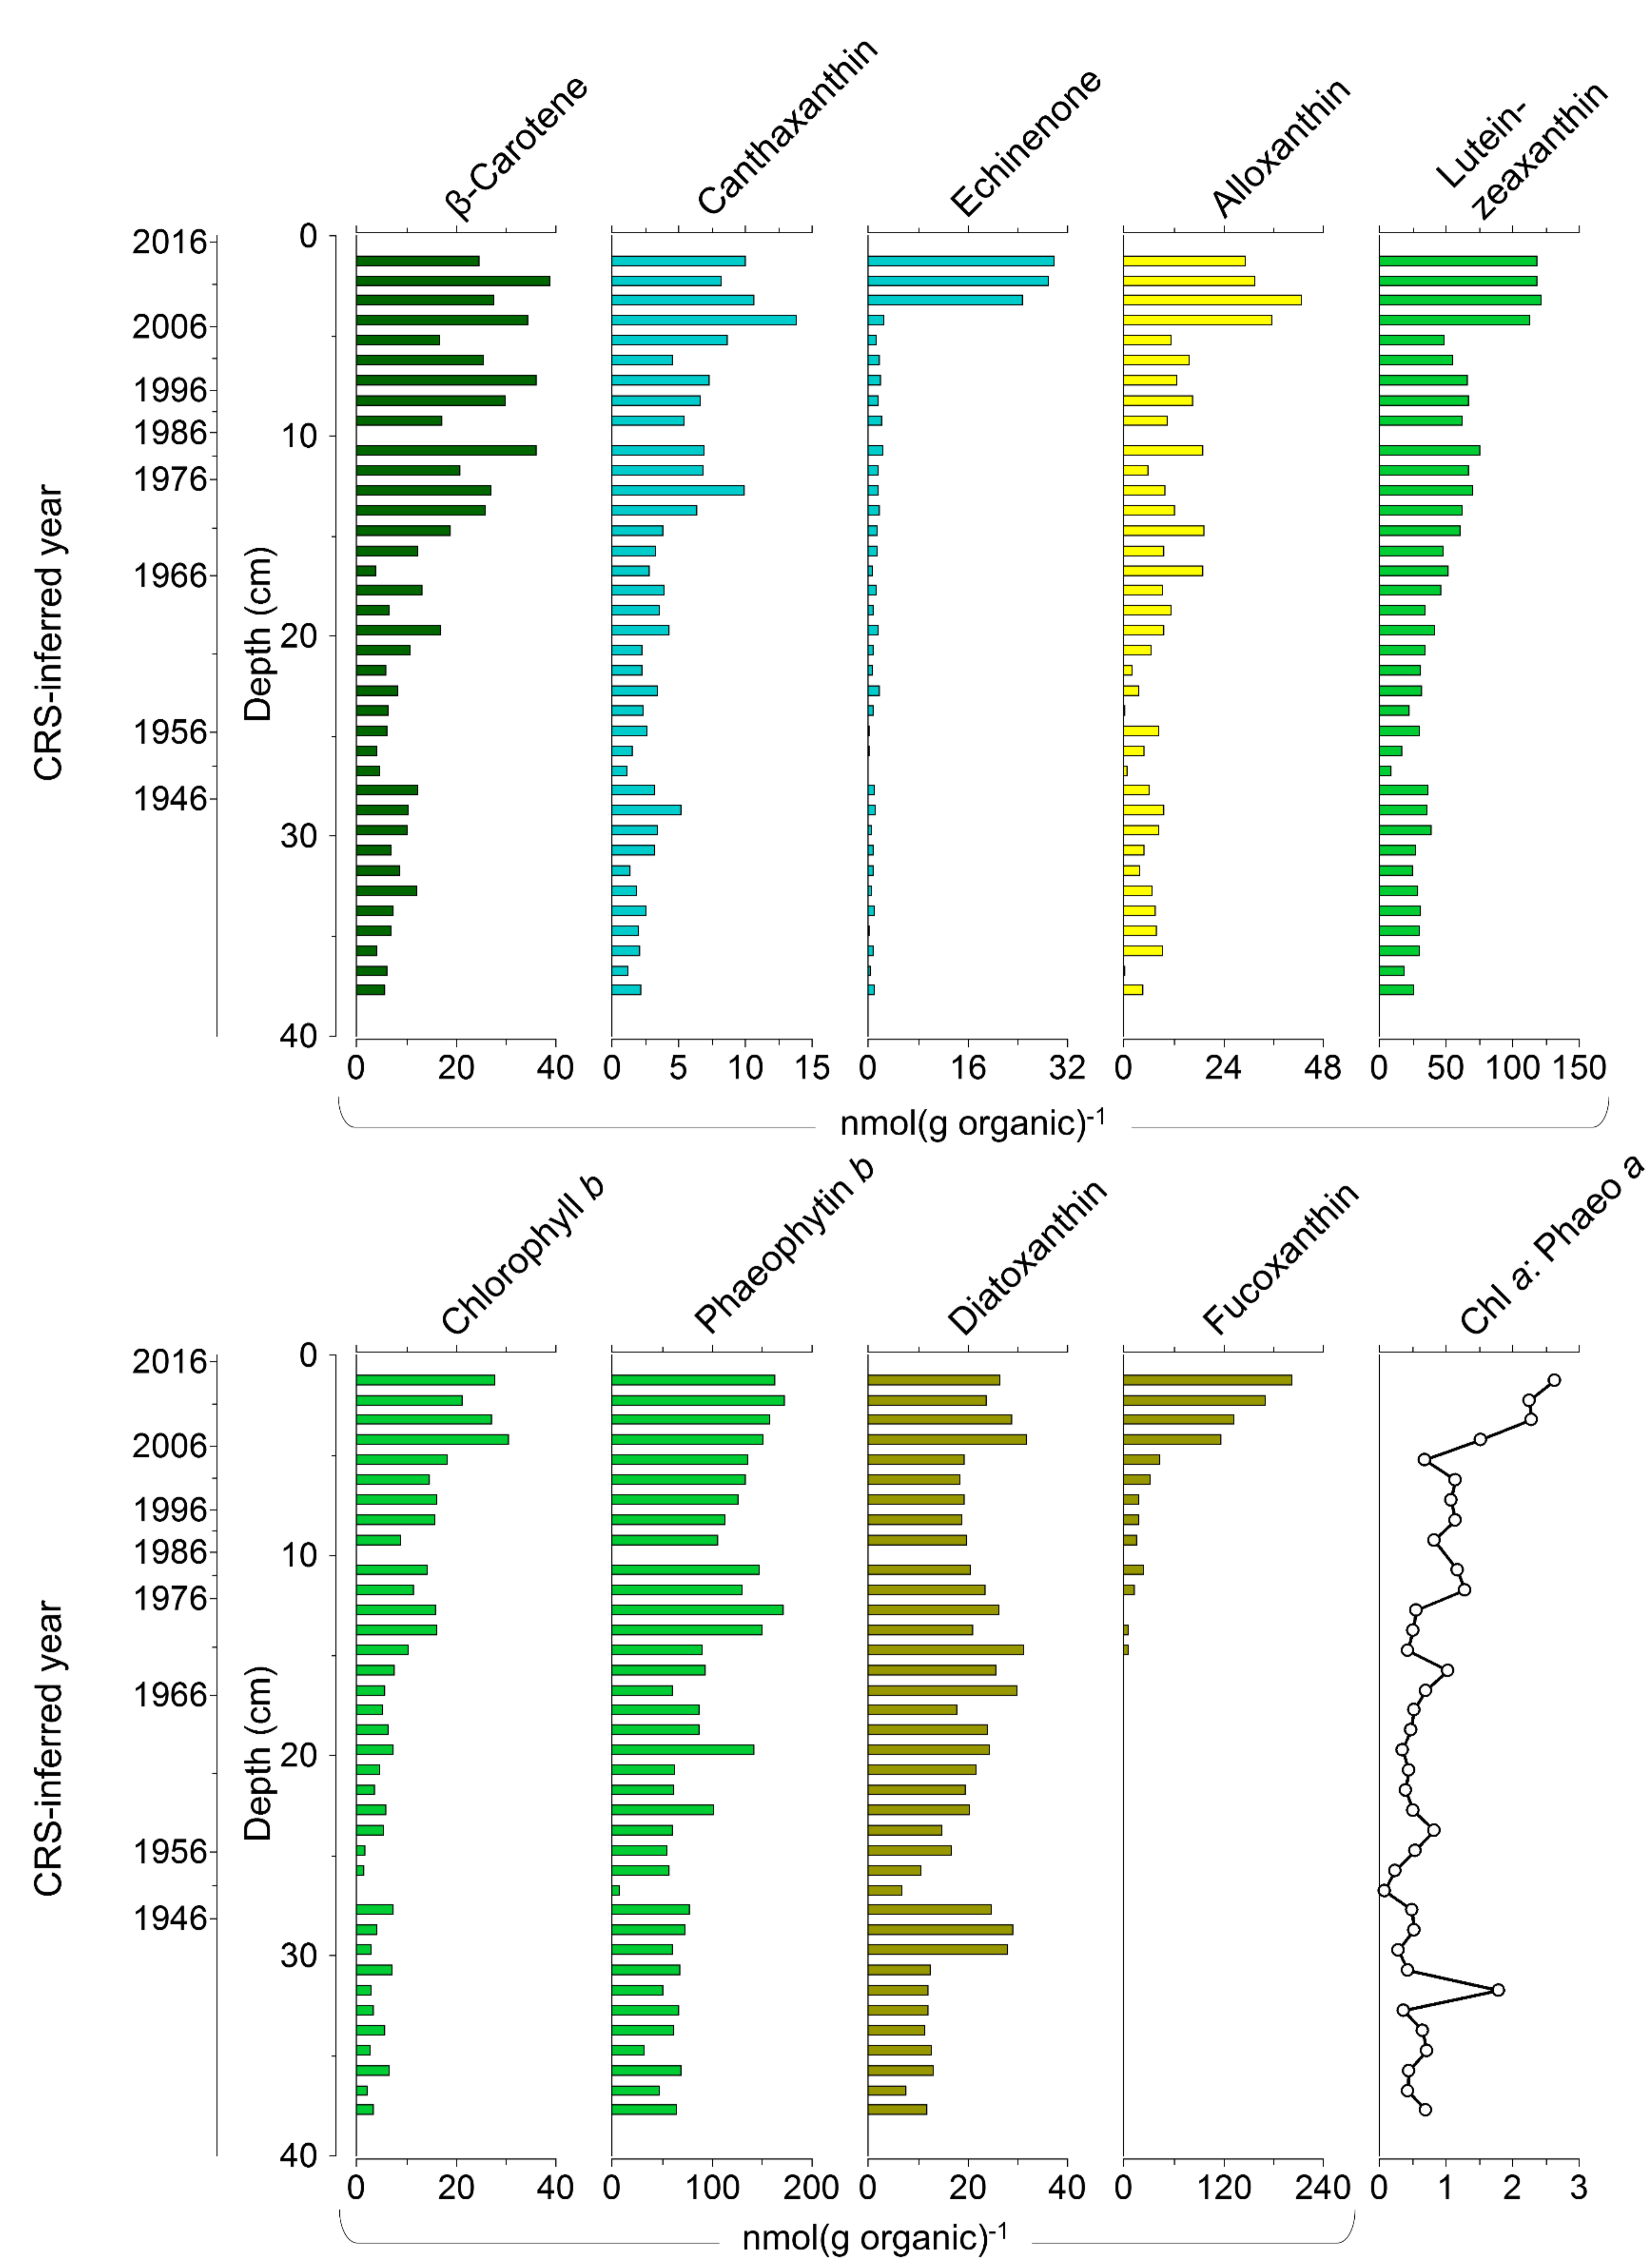 β-Carotene
Canthaxanthin
Echinenone
Alloxanthin
Lutein-
zeaxanthin
CRS-inferred year
2016
2006
1996
1986
1976
1966
1956
1946
Depth (cm)
0
10
20
30
40
0 20 40
0 5 10 15
0 16 32
0 24 48
0 50 100 150
nmol(g organic)⁻¹
Chlorophyll b
Phaeophytin b
Diatoxanthin
Fucoxanthin
Chl a: Phaeo a
CRS-inferred year
2016
2006
1996
1986
1976
1966
1956
1946
Depth (cm)
0
10
20
30
40
0 20 40
0 100 200
0 20 40
0 120 240
0 1 2 3
nmol(g organic)⁻¹